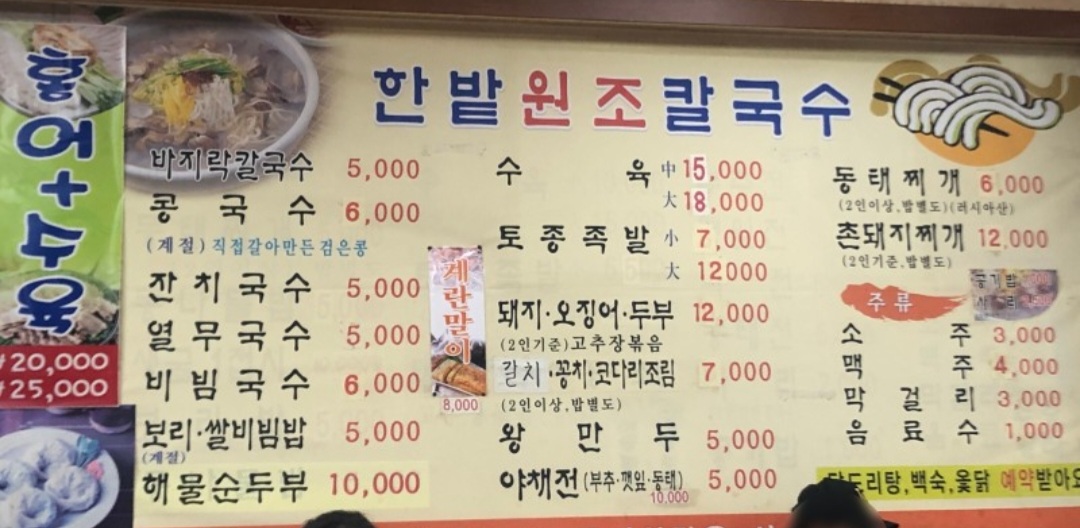 홍어+수육
₩20,000
₩25,000
한밭원조칼국수
바지락칼국수 5,000
콩국수 6,000
(계절) 직접갈아만든검은콩
잔치국수 5,000
열무국수 5,000
비빔국수 6,000
보리·쌀비빔밥 5,000
(계절)
해물순두부 10,000
계란말이
8,000
수육 中 15,000
大 18,000
토종족발 小 7,000
大 12000
돼지·오징어·두부 12,000
(2인기준)고추장볶음
갈치·꽁치·코다리조림 7,000
(2인이상,밥별도)
왕만두 5,000
야채전 (부추·깻잎·동태) 5,000
10,000
동태찌개 6,000
(2인이상,밥별도)(러시아산)
촌돼지찌개 12,000
(2인기준,밥별도)
공기밥
주류
소주 3,000
맥주 4,000
막걸리 3,000
음료수 1,000
닭도리탕,백숙,옻닭 예약받아요